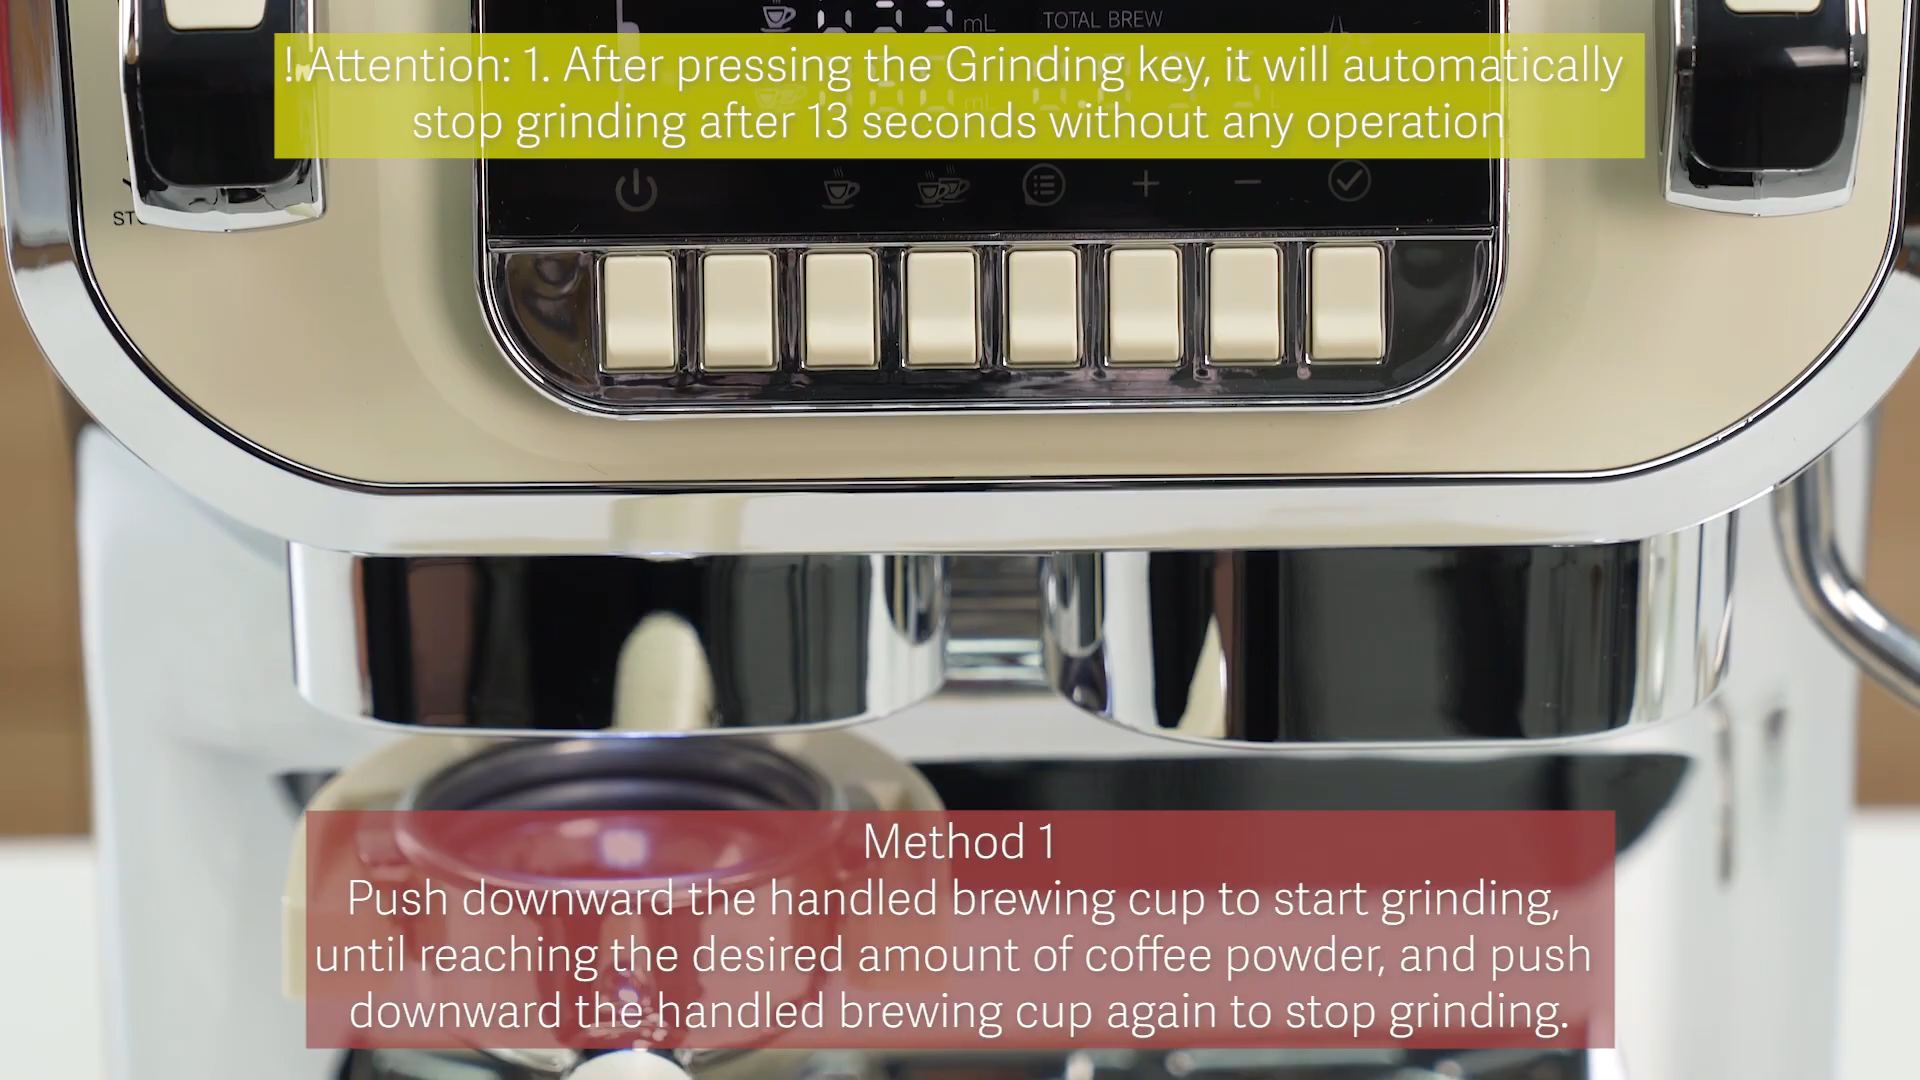 mL TOTAL BREW
! Attention: 1. After pressing the Grinding key, it will automatically
stop grinding after 13 seconds without any operation
Method 1
Push downward the handled brewing cup to start grinding,
until reaching the desired amount of coffee powder, and push
downward the handled brewing cup again to stop grinding.